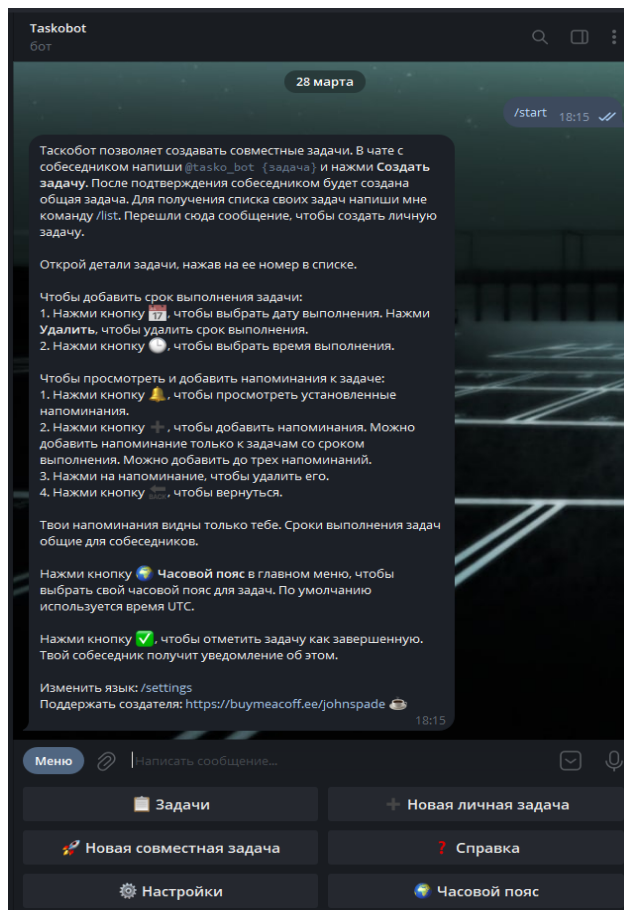 Taskobot
бот
28 марта
/start 18:15
Таскобот позволяет создавать совместные задачи. В чате с
собеседником напиши @tasko_bot {задача} и нажми Создать
задачу. После подтверждения собеседником будет создана
общая задача. Для получения списка своих задач напиши мне
команду /list. Перешли сюда сообщение, чтобы создать личную
задачу.
Открой детали задачи, нажав на ее номер в списке.
Чтобы добавить срок выполнения задачи:
1. Нажми кнопку 📅, чтобы выбрать дату выполнения. Нажми
Удалить, чтобы удалить срок выполнения.
2. Нажми кнопку 🕒, чтобы выбрать время выполнения.
Чтобы просмотреть и добавить напоминания к задаче:
1. Нажми кнопку 🔔, чтобы просмотреть установленные
напоминания.
2. Нажми кнопку ➕, чтобы добавить напоминания. Можно
добавить напоминание только к задачам со сроком
выполнения. Можно добавить до трех напоминаний.
3. Нажми на напоминание, чтобы удалить его.
4. Нажми кнопку 🔙, чтобы вернуться.
Твои напоминания видны только тебе. Сроки выполнения задач
общие для собеседников.
Нажми кнопку 🌍 Часовой пояс в главном меню, чтобы
выбрать свой часовой пояс для задач. По умолчанию
используется время UTC.
Нажми кнопку ✅, чтобы отметить задачу как завершенную.
Твой собеседник получит уведомление об этом.
Изменить язык: /settings
Поддержать создателя: https://buymeacoff.ee/johnspade ☕
18:15
Меню Написать сообщение...
📋 Задачи
➕ Новая личная задача
🚀 Новая совместная задача
❓ Справка
⚙ Настройки
🌍 Часовой пояс